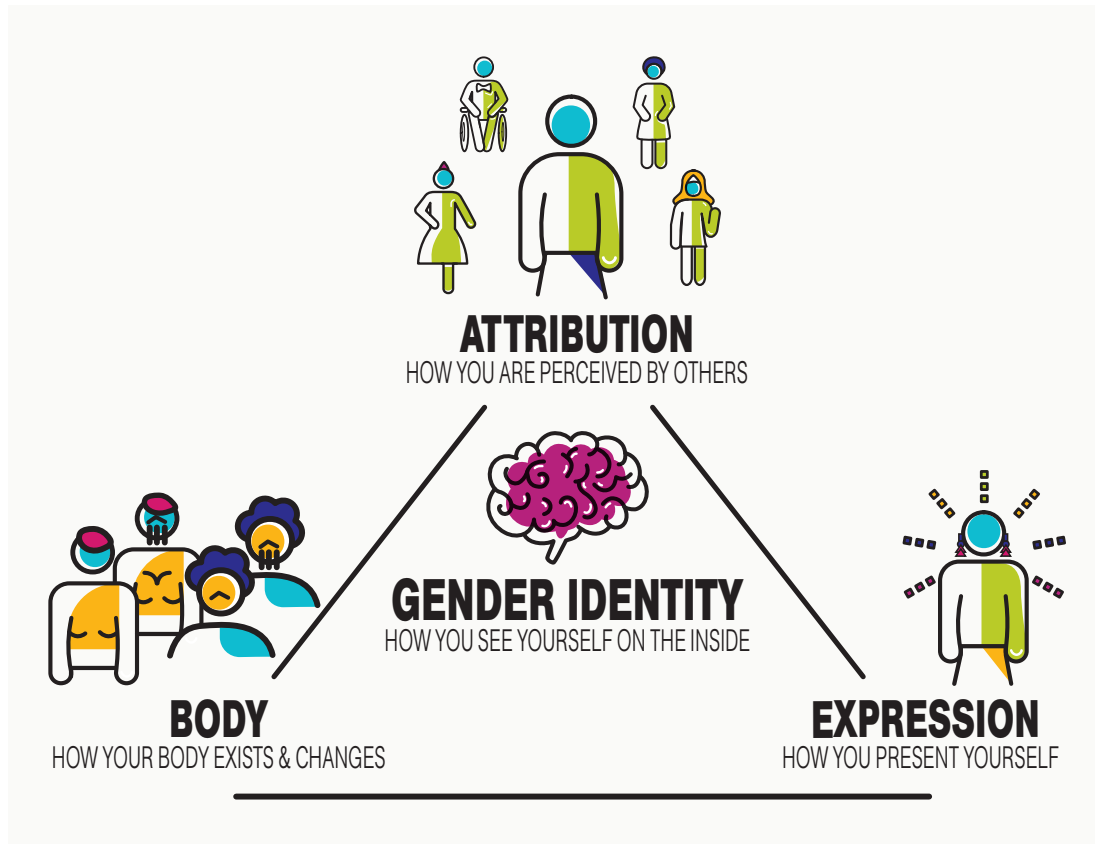 ATTRIBUTION
HOW YOU ARE PERCEIVED BY OTHERS
GENDER IDENTITY
HOW YOU SEE YOURSELF ON THE INSIDE
BODY
HOW YOUR BODY EXISTS & CHANGES
EXPRESSION
HOW YOU PRESENT YOURSELF